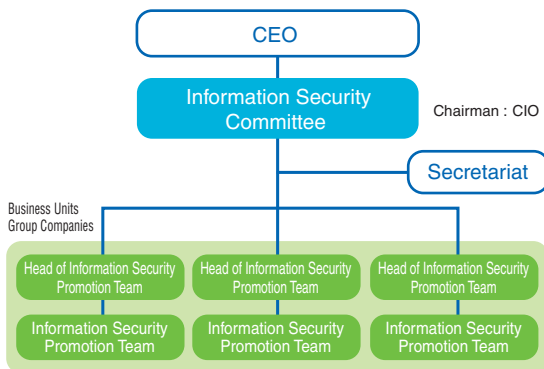 CEO
Information Security
Committee
Chairman : CIO
Secretariat
Business Units
Group Companies
Head of Information Security
Promotion Team
Head of Information Security
Promotion Team
Head of Information Security
Promotion Team
Information Security
Promotion Team
Information Security
Promotion Team
Information Security
Promotion Team